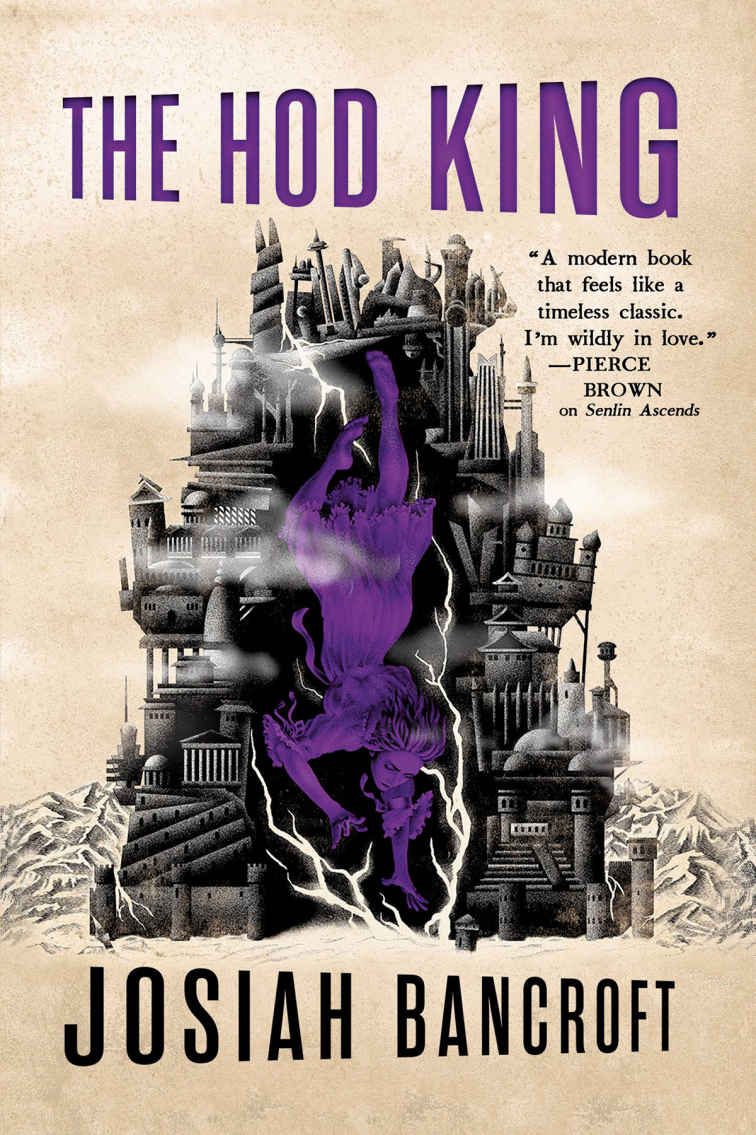 THE HOD KING
“A modern book
that feels like a
timeless classic.
I’m wildly in love.”
—PIERCE
BROWN
on Senlin Ascends
JOSIAH BANCROFT